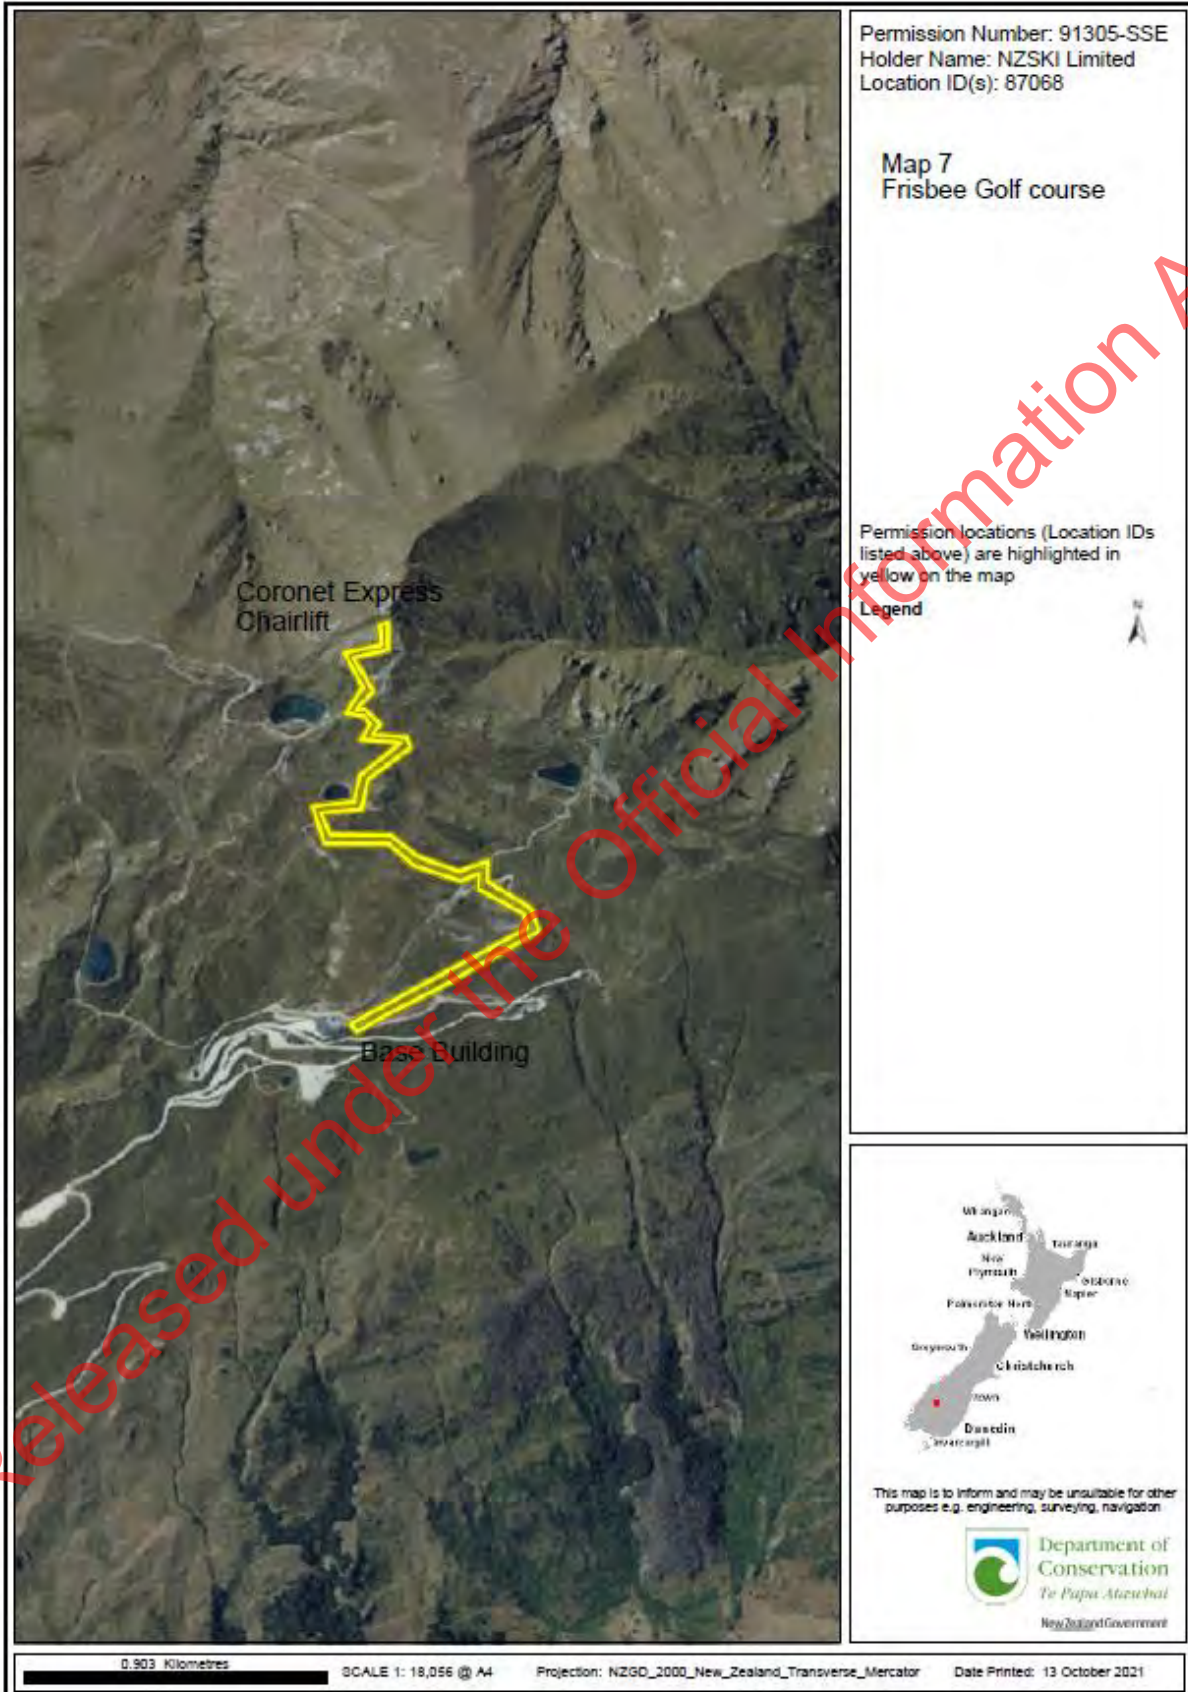 Permission Number: 91305-SSE
Holder Name: NZSKI Limited
Location ID(s): 87068
Map 7
Frisbee Golf course
Permission locations (Location IDs
listed above) are highlighted in
yellow on the map
Legend
N
Coronet Express
Chairlift
Base Building
Released under the Official Information A
Whangarei
Auckland
Tauranga
New
Plymouth
Gisborne
Napier
Palmerston North
Wellington
Greymouth
Christchurch
Dunedin
Invercargill
This map is to inform and may be unsuitable for other
purposes e.g. engineering, surveying, navigation
Department of
Conservation
Te Papa Atawhai
New Zealand Government
0.903 Kilometres
SCALE 1: 18,056 @ A4
Projection: NZGD_2000_New_Zealand_Transverse_Mercator
Date Printed: 13 October 2021